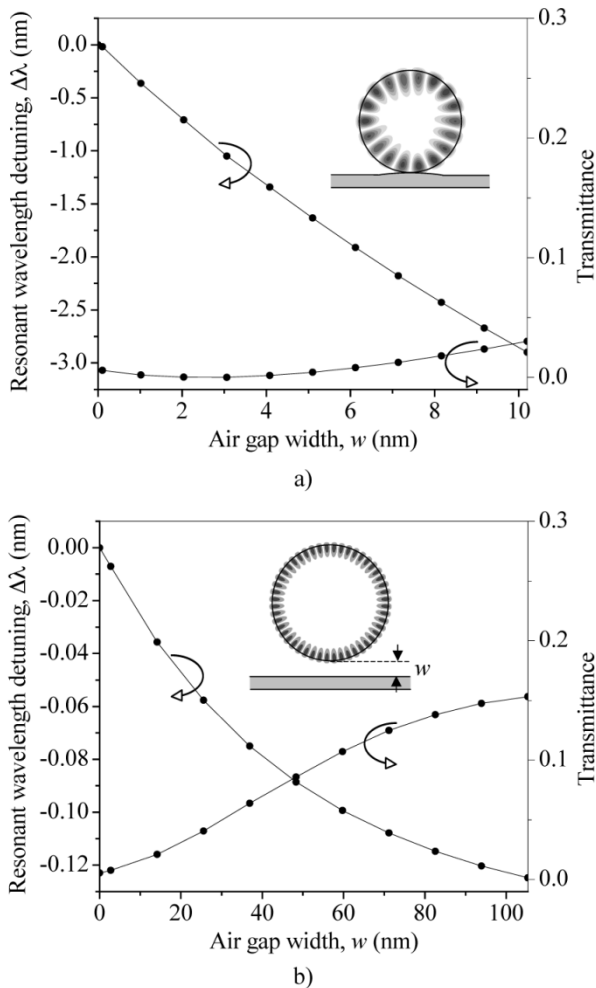 a)
Resonant wavelength detuning, Δλ (nm)
0.0
-0.5
-1.0
-1.5
-2.0
-2.5
-3.0
0.3
0.2
0.1
0.0
Transmittance
0 2 4 6 8 10
Air gap width, w (nm)
a)
Resonant wavelength detuning, Δλ (nm)
0.00
-0.02
-0.04
-0.06
-0.08
-0.10
-0.12
w
0.3
0.2
0.1
0.0
Transmittance
0 20 40 60 80 100
Air gap width, w (nm)
b)